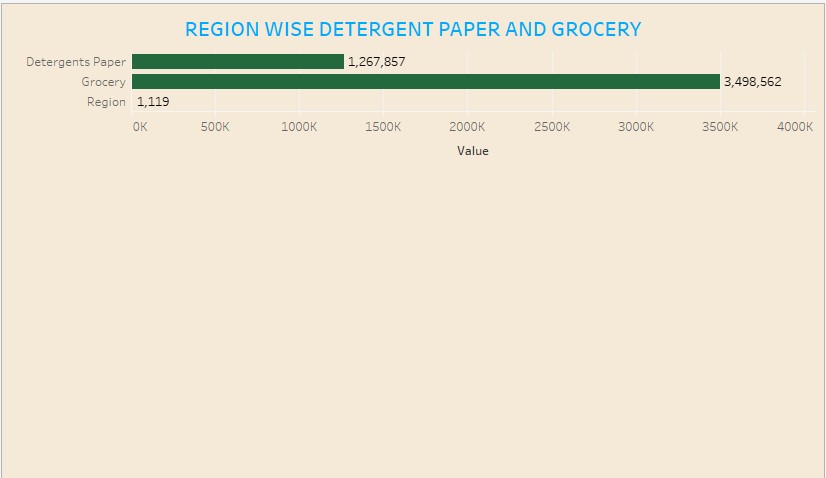 REGION WISE DETERGENT PAPER AND GROCERY
Detergents Paper 1,267,857
Grocery 3,498,562
Region 1,119
0K 500K 1000K 1500K 2000K 2500K 3000K 3500K 4000K
Value